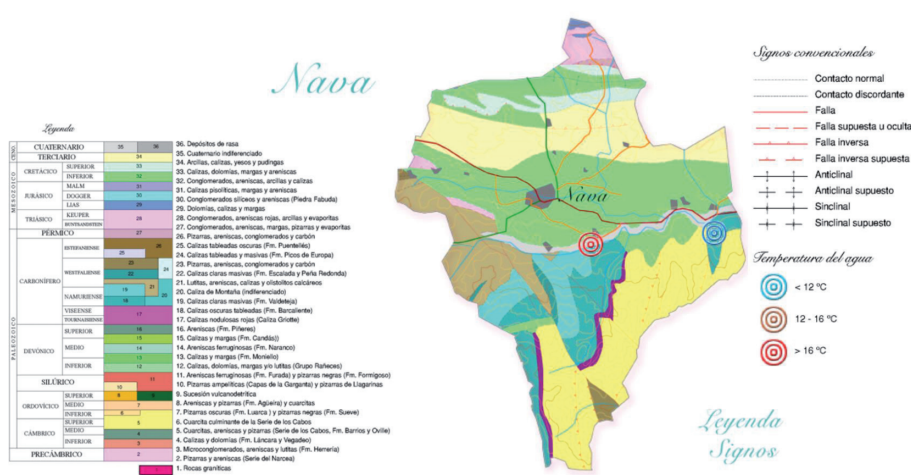 Nava
Leyenda
CENO.
MESOZOICO
PALEOZOICO
CUATERNARIO
TERCIARIO
CRETÁCICO
SUPERIOR
INFERIOR
JURÁSICO
MALM
DOGGER
LIAS
TRIÁSICO
KEUPER
BUNTSANDSTEIN
PÉRMICO
CARBONÍFERO
ESTEFANIENSE
WESTFALIENSE
NAMURIENSE
VISEENSE
TOURNAISIENSE
DEVÓNICO
SUPERIOR
MEDIO
INFERIOR
SILÚRICO
ORDOVÍCICO
SUPERIOR
MEDIO
INFERIOR
CÁMBRICO
SUPERIOR
MEDIO
INFERIOR
PRECÁMBRICO
36. Depósitos de rasa
35. Cuaternario indiferenciado
34. Arcillas, calizas, yesos y pudingas
33. Calizas, dolomías, margas y areniscas
32. Conglomerados, areniscas, arcillas y calizas
31. Calizas pisolíticas, margas y areniscas
30. Conglomerados silíceos y areniscas (Piedra Fabuda)
29. Dolomías, calizas y margas
28. Conglomerados, areniscas rojas, arcillas y evaporitas
27. Conglomerados, areniscas, margas, pizarras y evaporitas
26. Pizarras, areniscas, conglomerados y carbón
25. Calizas tableadas oscuras (Fm. Puentellés)
24. Calizas tableadas y masivas (Fm. Picos de Europa)
23. Pizarras, areniscas, conglomerados y carbón
22. Calizas claras masivas (Fm. Escalada y Peña Redonda)
21. Lutitas, areniscas, calizas y olistolitos calcáreos
20. Caliza de Montaña (indiferenciado)
19. Calizas claras masivas (Fm. Valdeteja)
18. Calizas oscuras tableadas (Fm. Barcaliente)
17. Calizas nodulosas rojas (Caliza Griotte)
16. Areniscas (Fm. Piñeres)
15. Calizas y margas (Fm. Candás))
14. Areniscas ferruginosas (Fm. Naranco)
13. Calizas y margas (Fm. Moniello)
12. Calizas, dolomías, margas y/o lutitas (Grupo Rañeces)
11. Areniscas ferruginosas (Fm. Furada) y pizarras negras (Fm. Formigoso)
10. Pizarras ampelíticas (Capas de la Garganta) y pizarras de Llagarinas
9. Sucesión vulcanodetrítica
8. Areniscas y pizarras (Fm. Agüeira) y cuarcitas
7. Pizarras oscuras (Fm. Luarca ) y pizarras negras (Fm. Sueve)
6. Cuarcita culminante de la Serie de los Cabos
5. Cuarcitas, areniscas y pizarras (Serie de los Cabos, Fm. Barrios y Oville)
4. Calizas y dolomías (Fm. Láncara y Vegadeo)
3. Microconglomerados, areniscas y lutitas (Fm. Herrería)
2. Pizarras y areniscas (Serie del Narcea)
1. Rocas graníticas
Nava
Signos convencionales
Contacto normal
Contacto discordante
Falla
Falla supuesta u oculta
Falla inversa
Falla inversa supuesta
Anticlinal
Anticlinal supuesto
Sinclinal
Sinclinal supuesto
Temperatura del agua
< 12 ºC
12 - 16 ºC
> 16 ºC
Leyenda
Signos